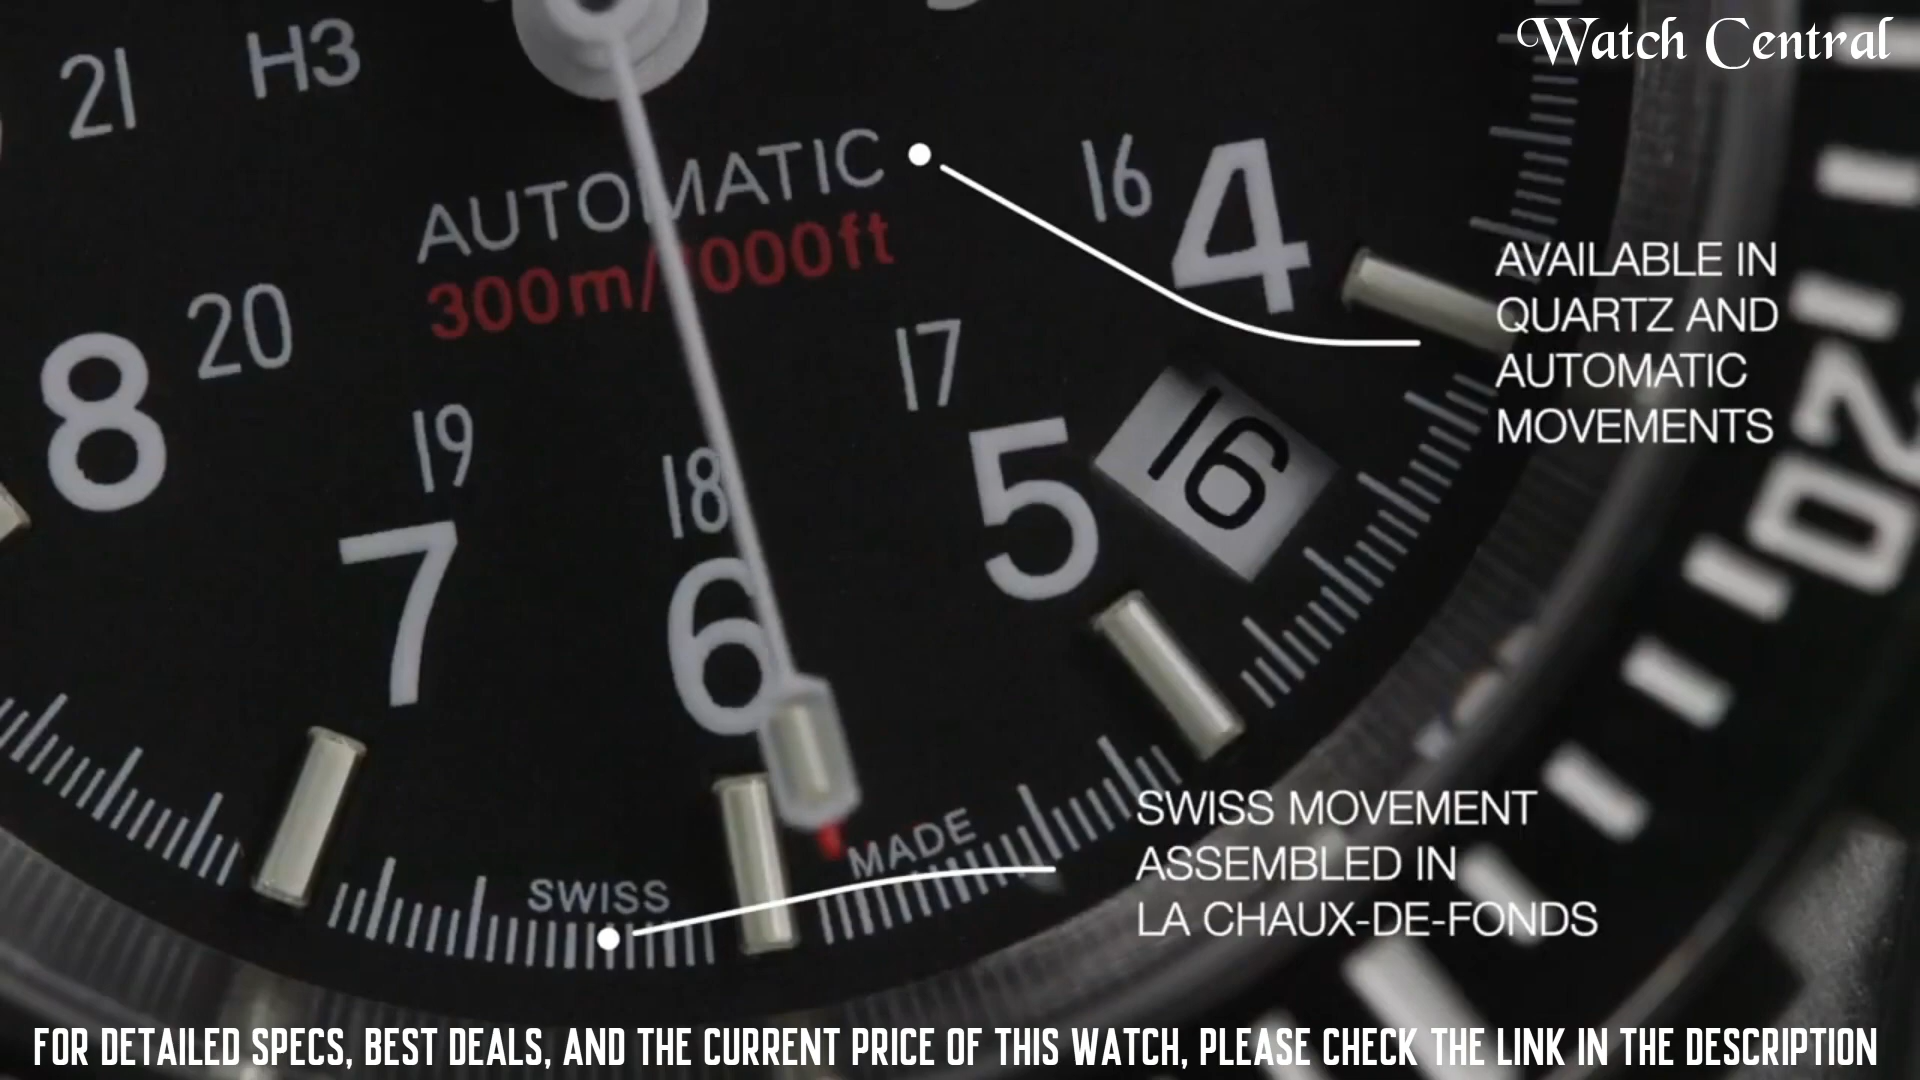 Watch Central
21
H3
AUTOMATIC
300m/1000ft
16
4
AVAILABLE IN
QUARTZ AND
AUTOMATIC
MOVEMENTS
20
8
17
5
16
20
19
18
7
6
SWISS
MADE
SWISS MOVEMENT
ASSEMBLED IN
LA CHAUX-DE-FONDS
FOR DETAILED SPECS, BEST DEALS, AND THE CURRENT PRICE OF THIS WATCH, PLEASE CHECK THE LINK IN THE DESCRIPTION